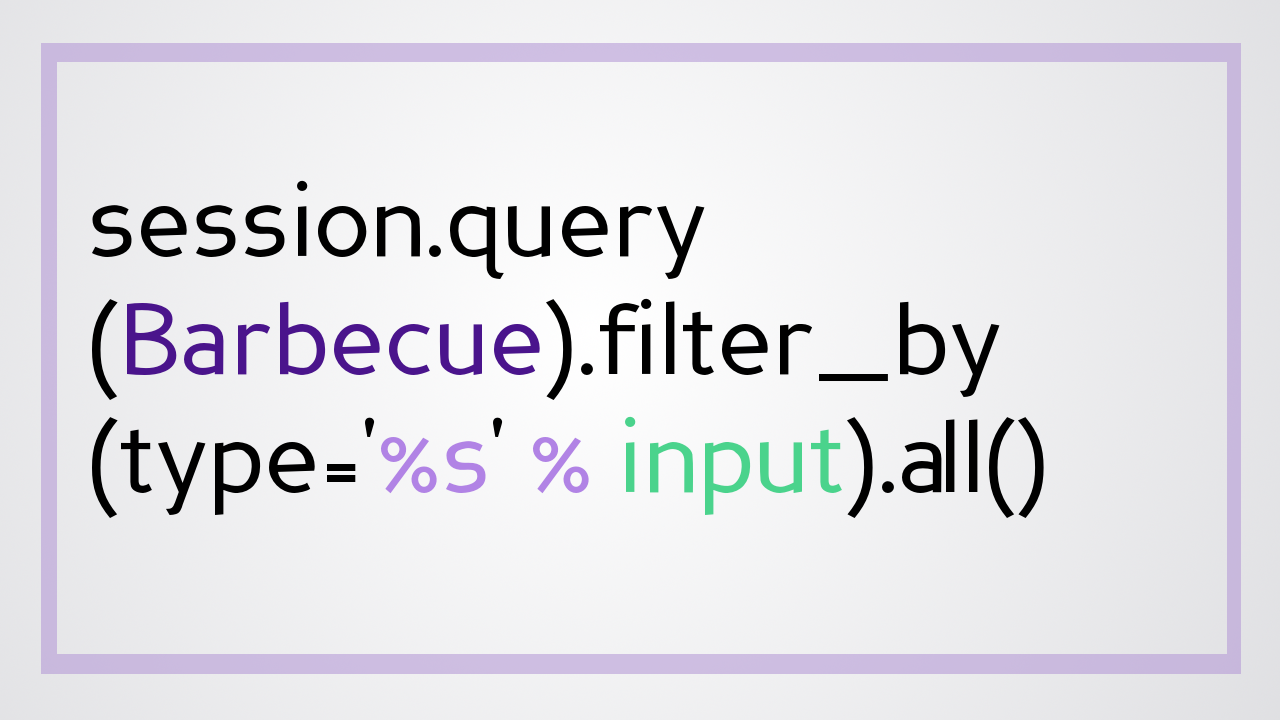 session.query
(Barbecue).filter_by
(type='%s' % input).all()